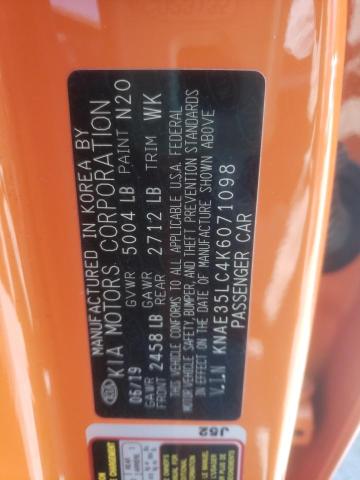 MANUFACTURED IN KOREA BY
KIA MOTORS CORPORATION
06/19 GVWR 5004 LB PAINT N2O
GAWR FRONT 2458LB GAWR REAR 2712 LB TRIM WK
THIS VEHICLE CONFORMS TO ALL APPLICABLE U.S.A. FEDERAL
MOTOR VEHICLE SAFETY, BUMPER, AND THEFT PREVENTION STANDARDS
IN EFFECT ON THE DATE OF MANUFACTURE SHOWN ABOVE
V.I.N KNAE35LC4K6071098
PASSENGER CAR
J52